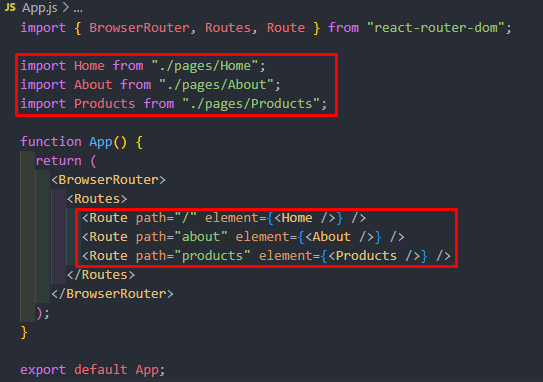 JS App.js > ...
import { BrowserRouter, Routes, Route } from "react-router-dom";
import Home from "./pages/Home";
import About from "./pages/About";
import Products from "./pages/Products";
function App() {
return (
<BrowserRouter>
<Routes>
<Route path="/" element={<Home />} />
<Route path="about" element={<About />} />
<Route path="products" element={<Products />} />
</Routes>
</BrowserRouter>
);
}
export default App;